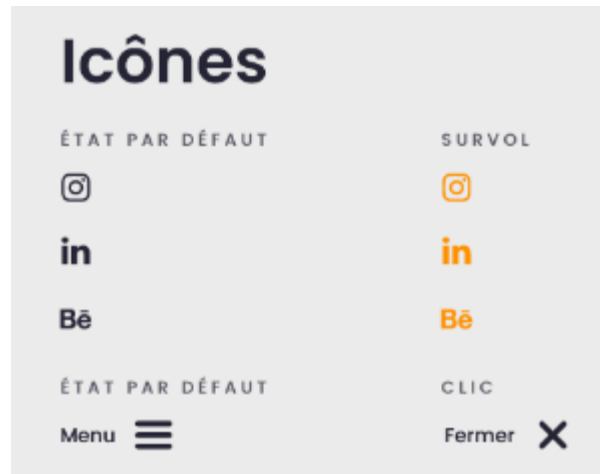 Icônes
ÉTAT PAR DÉFAUT SURVOL
in in
Bē Bē
ÉTAT PAR DÉFAUT CLIC
Menu Fermer